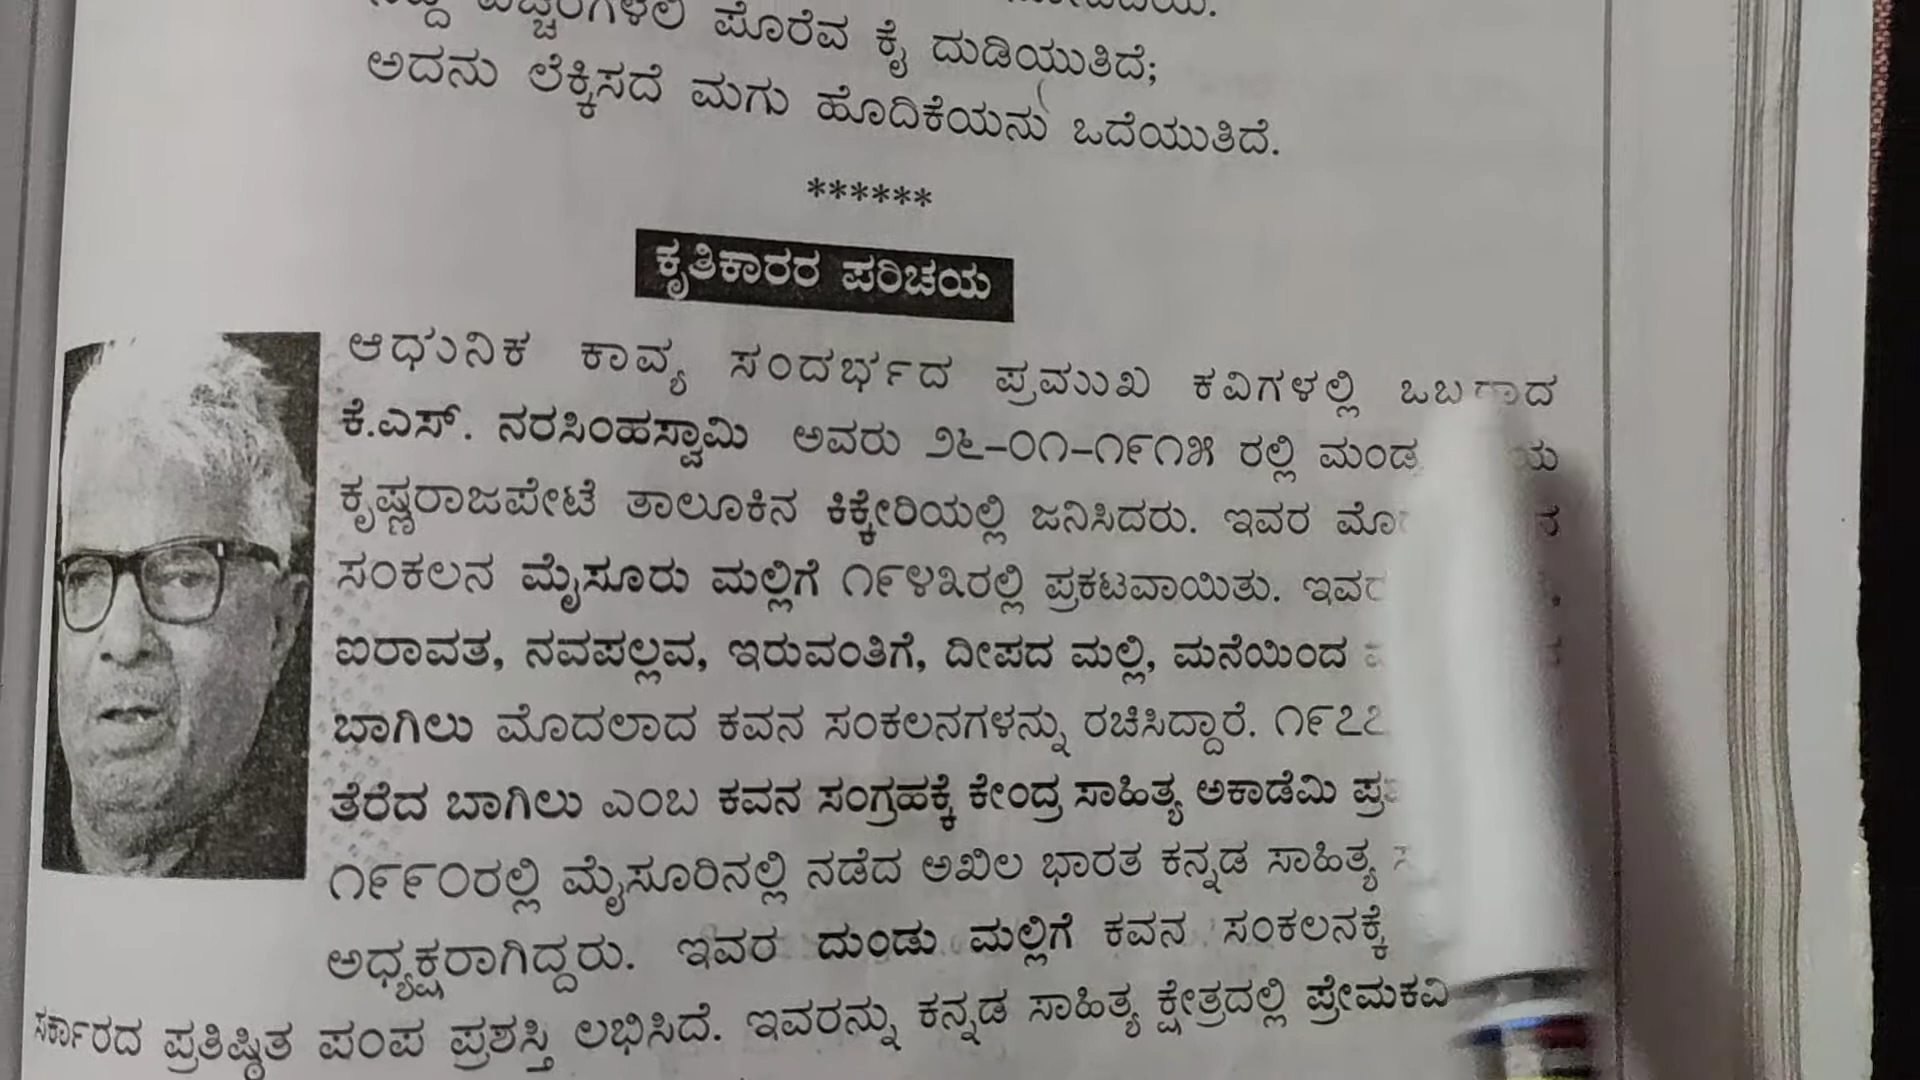 ಪೊರೆವ ಕೈ ದುಡಿಯುತಿದೆ;
ಅದನು ಲೆಕ್ಕಿಸದೆ ಮಗು ಹೊದಿಕೆಯನು ಒದೆಯುತಿದೆ.
******
ಕೃತಿಕಾರರ ಪರಿಚಯ
ಆಧುನಿಕ ಕಾವ್ಯ ಸಂದರ್ಭದ ಪ್ರಮುಖ ಕವಿಗಳಲ್ಲಿ
ಕೆ.ಎಸ್. ನರಸಿಂಹಸ್ವಾಮಿ ಅವರು ೨೬–೦೧–೧೯೧೫ ರಲ್ಲಿ
ಕೃಷ್ಣರಾಜಪೇಟೆ ತಾಲೂಕಿನ ಕಿಕ್ಕೇರಿಯಲ್ಲಿ ಜನಿಸಿದರು. ಇವರ
ಸಂಕಲನ ಮೈಸೂರು ಮಲ್ಲಿಗೆ ೧೯೪೩ರಲ್ಲಿ ಪ್ರಕಟವಾಯಿತು.
ಐರಾವತ, ನವಪಲ್ಲವ, ಇರುವಂತಿಗೆ, ದೀಪದ ಮಲ್ಲಿ, ಮನೆಯಿಂದ
ಬಾಗಿಲು ಮೊದಲಾದ ಕವನ ಸಂಕಲನಗಳನ್ನು ರಚಿಸಿದ್ದಾರೆ. ೧೯೭೭
ತೆರೆದ ಬಾಗಿಲು ಎಂಬ ಕವನ ಸಂಗ್ರಹಕ್ಕೆ ಕೇಂದ್ರ ಸಾಹಿತ್ಯ ಅಕಾಡೆಮಿ
೧೯೯೦ರಲ್ಲಿ ಮೈಸೂರಿನಲ್ಲಿ ನಡೆದ ಅಖಿಲ ಭಾರತ ಕನ್ನಡ ಸಾಹಿತ್ಯ
ಅಧ್ಯಕ್ಷರಾಗಿದ್ದರು. ಇವರ ದುಂಡು ಮಲ್ಲಿಗೆ ಕವನ ಸಂಕಲನಕ್ಕೆ
ಸರ್ಕಾರದ ಪ್ರತಿಷ್ಠಿತ ಪಂಪ ಪ್ರಶಸ್ತಿ ಲಭಿಸಿದೆ. ಇವರನ್ನು ಕನ್ನಡ ಸಾಹಿತ್ಯ ಕ್ಷೇತ್ರದಲ್ಲಿ ಪ್ರೇಮಕವಿ